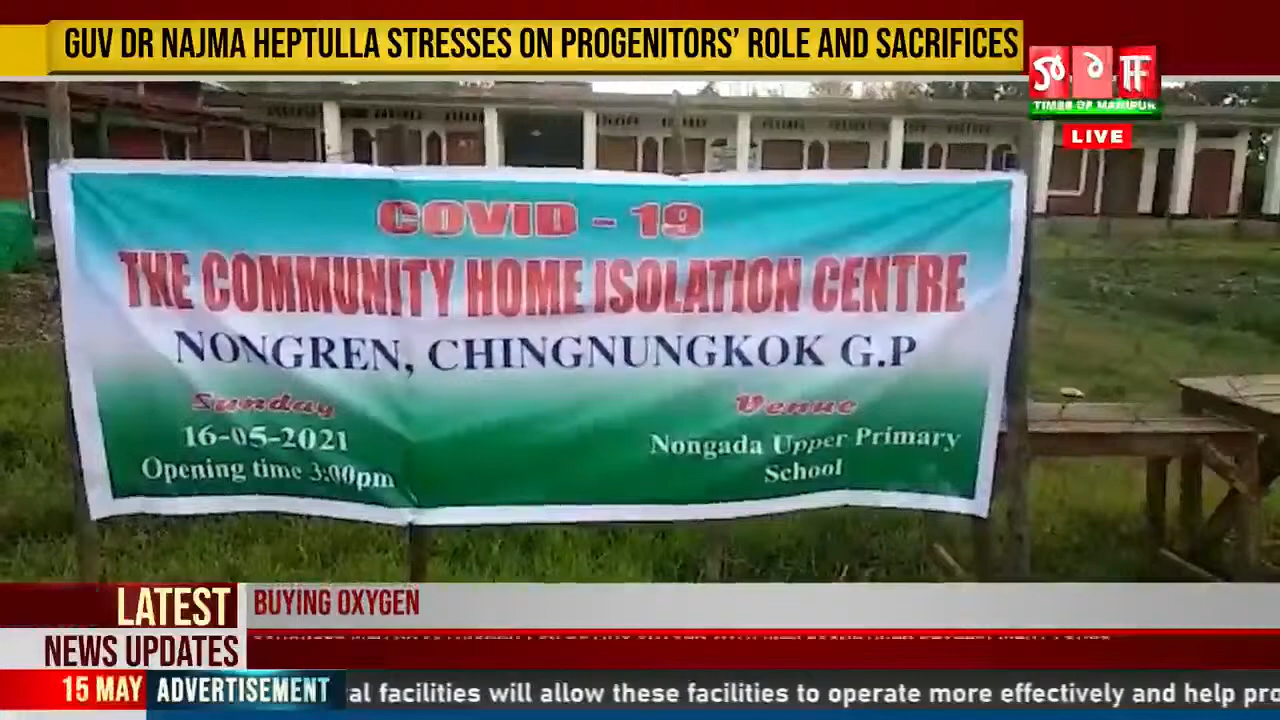 GUV DR NAJMA HEPTULLA STRESSES ON PROGENITORS’ ROLE AND SACRIFICES
TIMES OF MANIPUR
LIVE
COVID - 19
THE COMMUNITY HOME ISOLATION CENTRE
NONGREN, CHINGNUNGKOK G.P
Sunday
16-05-2021
Opening time 3:00pm
Venue
Nongada Upper Primary
School
LATEST
NEWS UPDATES
BUYING OXYGEN
15 MAY
ADVERTISEMENT
al facilities will allow these facilities to operate more effectively and help pro